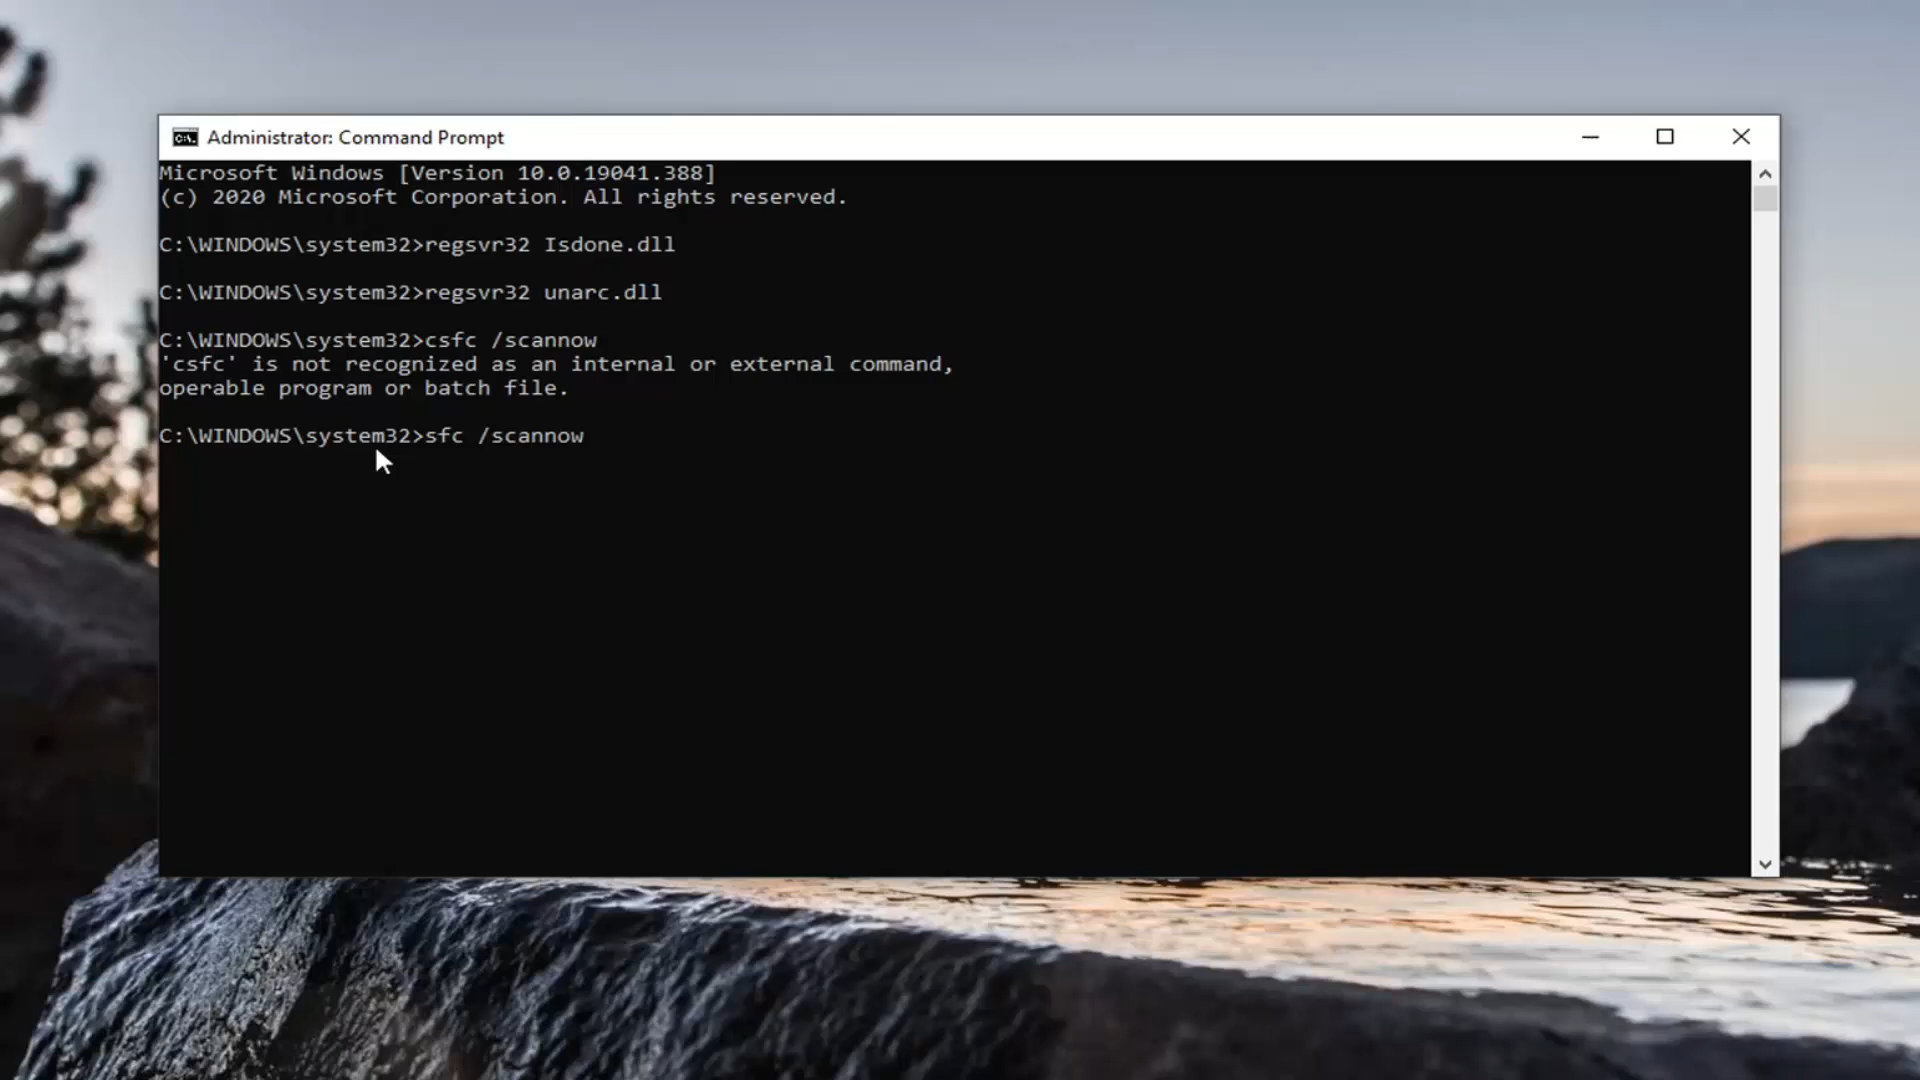 Administrator: Command Prompt
Microsoft Windows [Version 10.0.19041.388]
(c) 2020 Microsoft Corporation. All rights reserved.
C:\WINDOWS\system32>regsvr32 Isdone.dll
C:\WINDOWS\system32>regsvr32 unarc.dll
C:\WINDOWS\system32>csfc /scannow
'csfc' is not recognized as an internal or external command,
operable program or batch file.
C:\WINDOWS\system32>sfc /scannow